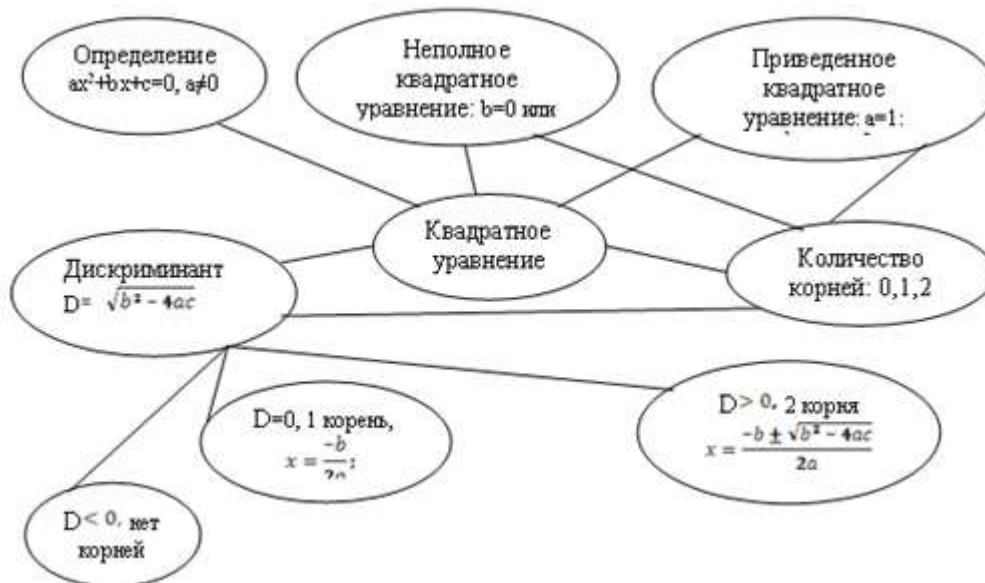 Определение
ax²+bx+c=0, a≠0
Неполное
квадратное
уравнение: b=0 или
Приведенное
квадратное
уравнение: a=1:
Квадратное
уравнение
Дискриминант
D= √b² − 4ac
Количество
корней: 0,1,2
D=0, 1 корень,
x = −b/2a;
D> 0, 2 корня
x = −b ± √b² − 4ac / 2a
D< 0, нет
корней